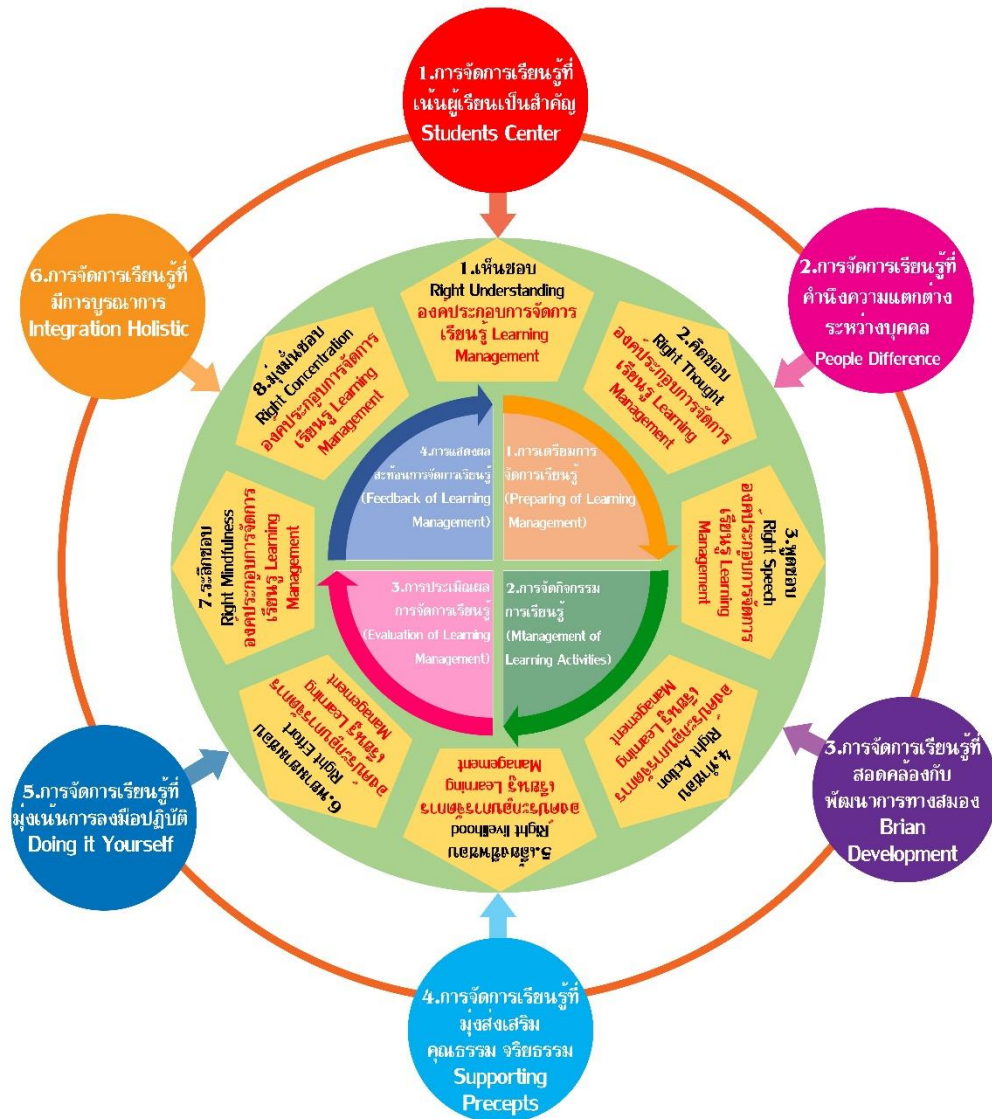 1.การจัดการเรียนรู้ที่
เน้นผู้เรียนเป็นสำคัญ
Students Center
2.การจัดการเรียนรู้ที่
คำนึงความแตกต่าง
ระหว่างบุคคล
People Difference
3.การจัดการเรียนรู้ที่
สอดคล้องกับ
พัฒนาการทางสมอง
Brian
Development
4.การจัดการเรียนรู้ที่
มุ่งส่งเสริม
คุณธรรม จริยธรรม
Supporting
Precepts
5.การจัดการเรียนรู้ที่
มุ่งเน้นการลงมือปฏิบัติ
Doing it Yourself
6.การจัดการเรียนรู้ที่
มีการบูรณาการ
Integration Holistic
1.เห็นชอบ
Right Understanding
องค์ประกอบการจัดการ
เรียนรู้ Learning
Management
2.คิดชอบ
Right Thought
องค์ประกอบการจัดการ
เรียนรู้ Learning
Management
3.พูดชอบ
Right Speech
องค์ประกอบการจัดการ
เรียนรู้ Learning
Management
4.ทำชอบ
Right Action
องค์ประกอบการจัดการ
เรียนรู้ Learning
Management
5.เลี้ยงชีพชอบ
Right livelihood
องค์ประกอบการจัดการ
เรียนรู้ Learning
Management
6.พยายามชอบ
Right Effort
องค์ประกอบการจัดการ
เรียนรู้ Learning
Management
7.ระลึกชอบ
Right Mindfulness
องค์ประกอบการจัดการ
เรียนรู้ Learning
Management
8.มุ่งมั่นชอบ
Right Concentration
องค์ประกอบการจัดการ
เรียนรู้ Learning
Management
1.การเตรียมการ
จัดการเรียนรู้
(Preparing of Learning
Management)
2.การจัดกิจกรรม
การเรียนรู้
(Mtanagement of
Learning Activities)
3.การประเมินผล
การจัดการเรียนรู้
(Evaluation of Learning
Management)
4.การแสดงผล
สะท้อนการจัดการเรียนรู้
(Feedback of Learning
Management)